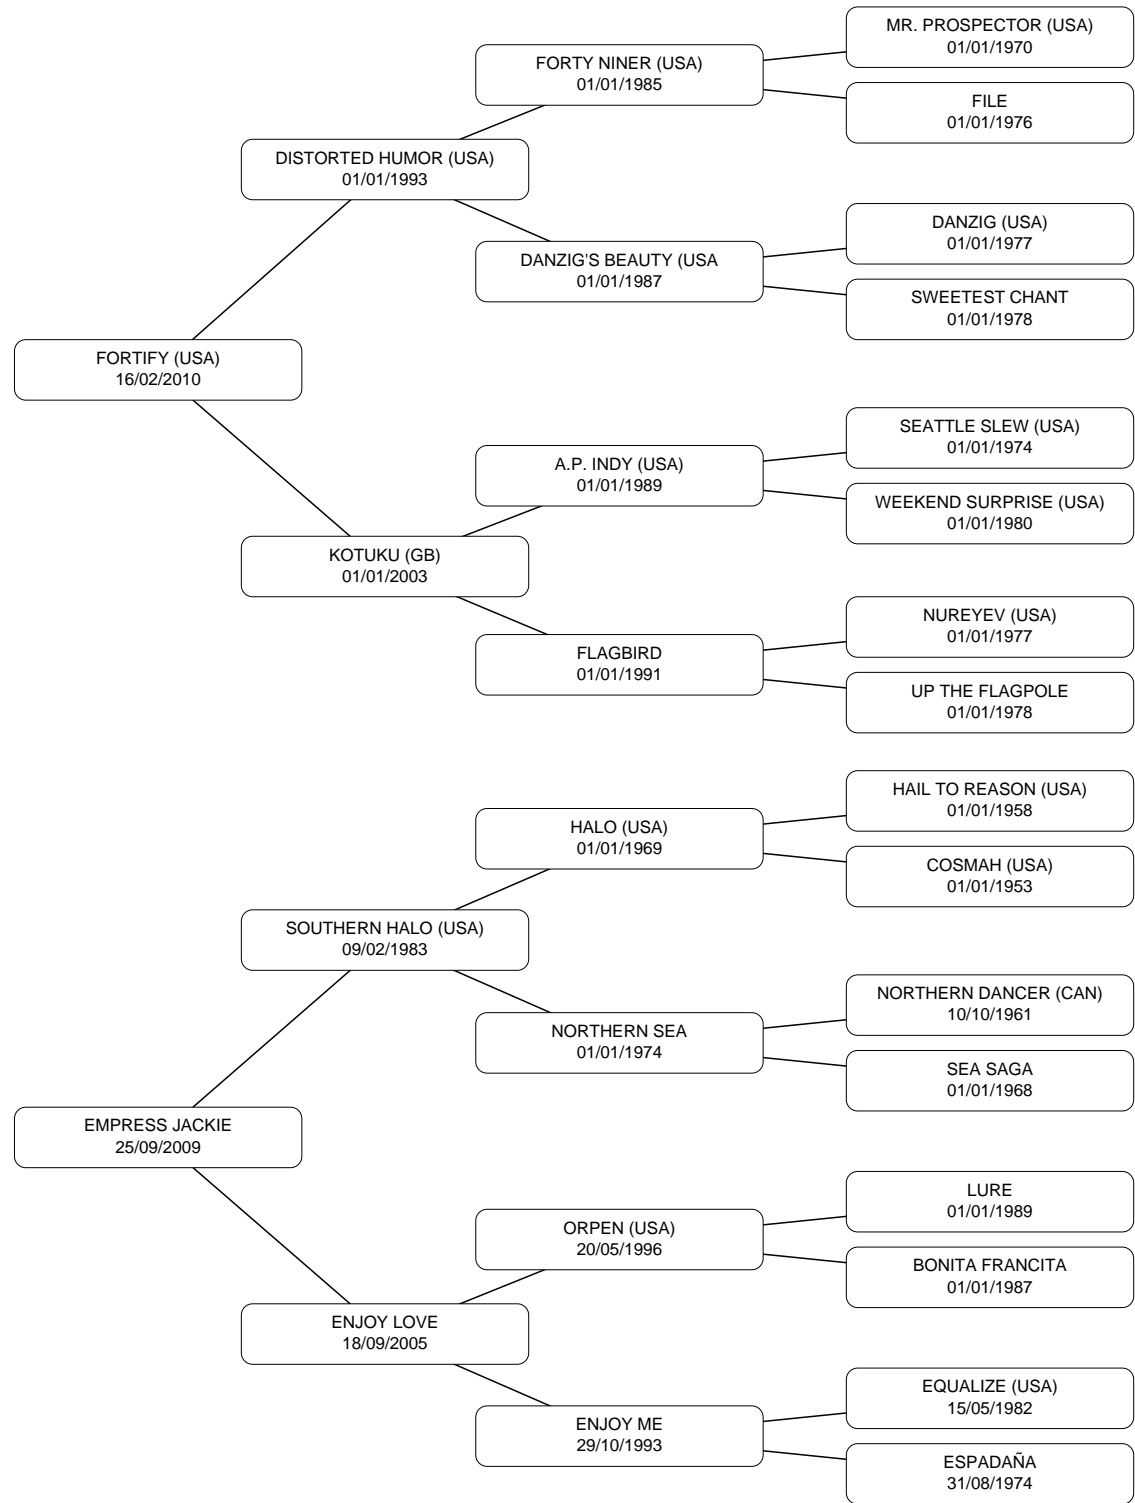 MR. PROSPECTOR (USA)
01/01/1970
FORTY NINER (USA)
01/01/1985
FILE
01/01/1976
DISTORTED HUMOR (USA)
01/01/1993
DANZIG (USA)
01/01/1977
DANZIG'S BEAUTY (USA
01/01/1987
SWEETEST CHANT
01/01/1978
FORTIFY (USA)
16/02/2010
SEATTLE SLEW (USA)
01/01/1974
A.P. INDY (USA)
01/01/1989
WEEKEND SURPRISE (USA)
01/01/1980
KOTUKU (GB)
01/01/2003
NUREYEV (USA)
01/01/1977
FLAGBIRD
01/01/1991
UP THE FLAGPOLE
01/01/1978
HAIL TO REASON (USA)
01/01/1958
HALO (USA)
01/01/1969
COSMAH (USA)
01/01/1953
SOUTHERN HALO (USA)
09/02/1983
NORTHERN DANCER (CAN)
10/10/1961
NORTHERN SEA
01/01/1974
SEA SAGA
01/01/1968
EMPRESS JACKIE
25/09/2009
LURE
01/01/1989
ORPEN (USA)
20/05/1996
BONITA FRANCITA
01/01/1987
ENJOY LOVE
18/09/2005
EQUALIZE (USA)
15/05/1982
ENJOY ME
29/10/1993
ESPADAÑA
31/08/1974